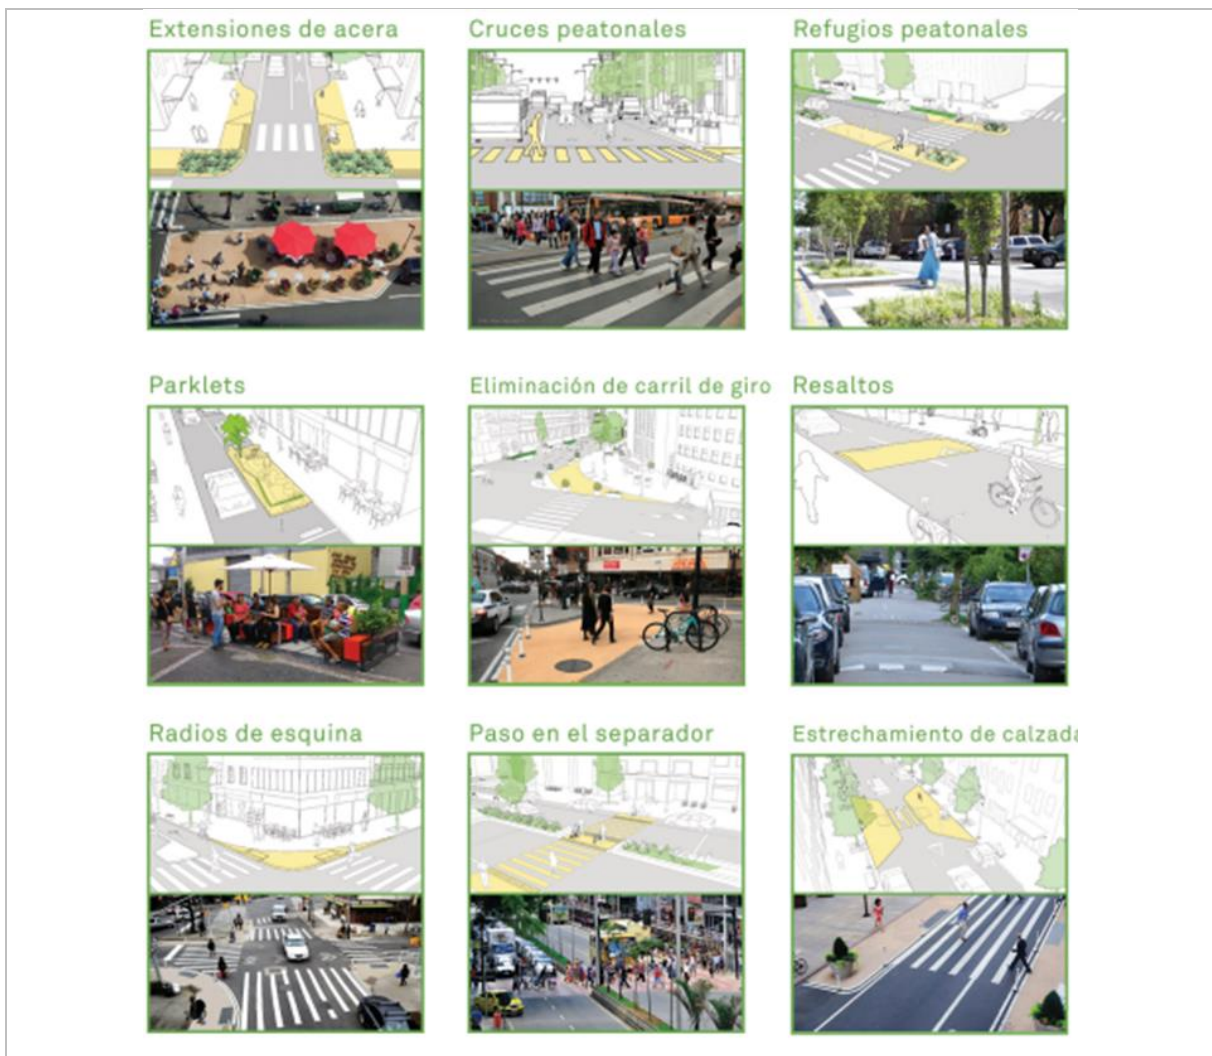 Extensiones de acera
Cruces peatonales
Refugios peatonales
Parklets
Eliminación de carril de giro
Resaltos
Radios de esquina
Paso en el separador
Estrechamiento de calzada